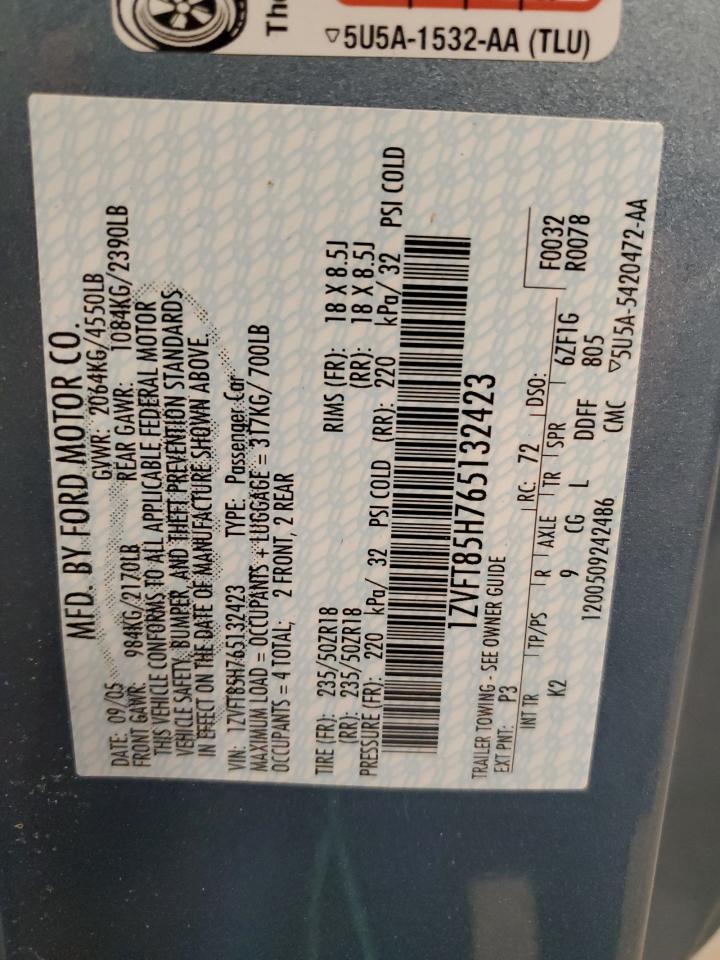 The
▽5U5A-1532-AA (TLU)
MFD. BY FORD MOTOR CO.
DATE: 09/05 GVWR: 2064KG/4550LB
FRONT GAWR: 984KG/2170LB REAR GAWR: 1084KG/2390LB
THIS VEHICLE CONFORMS TO ALL APPLICABLE FEDERAL MOTOR
VEHICLE SAFETY, BUMPER, AND THEFT PREVENTION STANDARDS
IN EFFECT ON THE DATE OF MANUFACTURE SHOWN ABOVE.
VIN: 1ZVFT85H765132423 TYPE: Passenger Car
MAXIMUM LOAD = OCCUPANTS + LUGGAGE = 317KG/700LB
OCCUPANTS = 4 TOTAL; 2 FRONT, 2 REAR
TIRE (FR): 235/50ZR18 RIMS (FR): 18 X 8.5J
(RR): 235/50ZR18 (RR): 18 X 8.5J
PRESSURE (FR): 220 kPa/ 32 PSI COLD (RR): 220 kPa/ 32 PSI COLD
1ZVFT85H765132423
TRAILER TOWING - SEE OWNER GUIDE
EXT PNT: P3 RC: 72 DSO: F0032
R0078
INT TR TP/PS R AXLE TR SPR
K2 9 CG L DDFF 6ZF1G
805
1200509242486 CMC ▽5U5A-5420472-AA